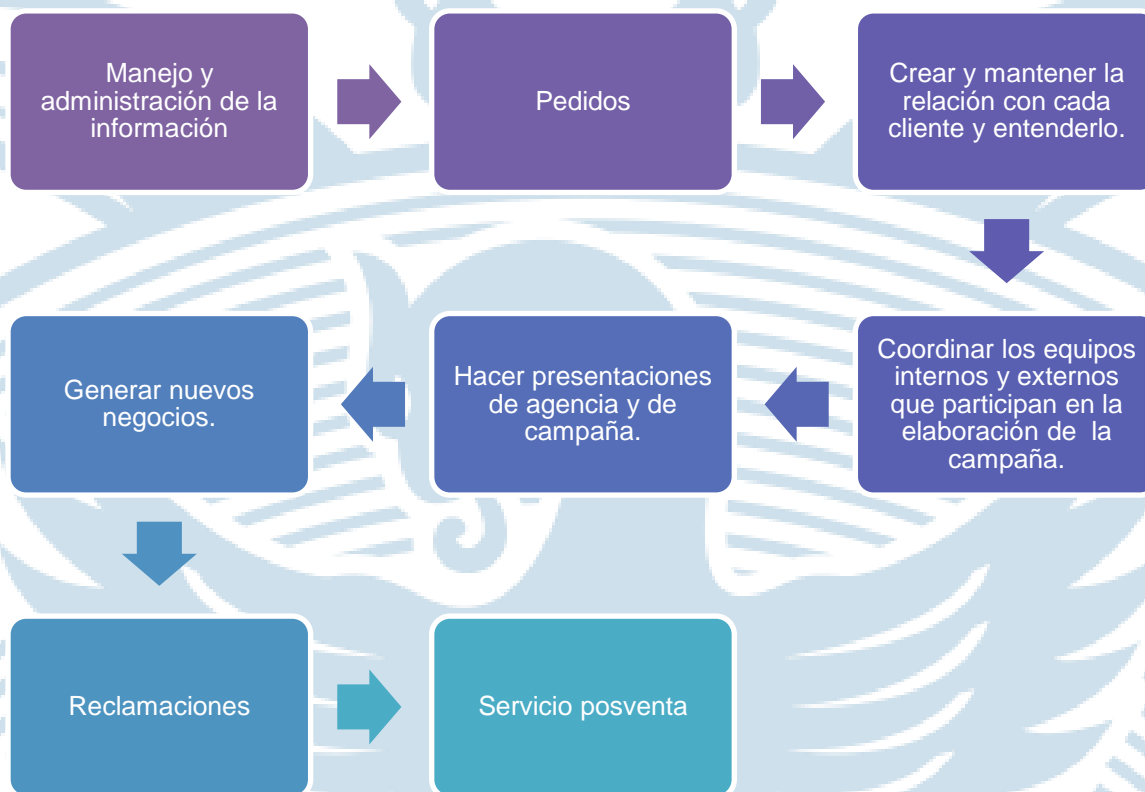 Manejo y
administración de la
información
Pedidos
Crear y mantener la
relación con cada
cliente y entenderlo.
Coordinar los equipos
internos y externos
que participan en la
elaboración de  la
campaña.
Hacer presentaciones
de agencia y de
campaña.
Generar nuevos
negocios.
Reclamaciones
Servicio posventa